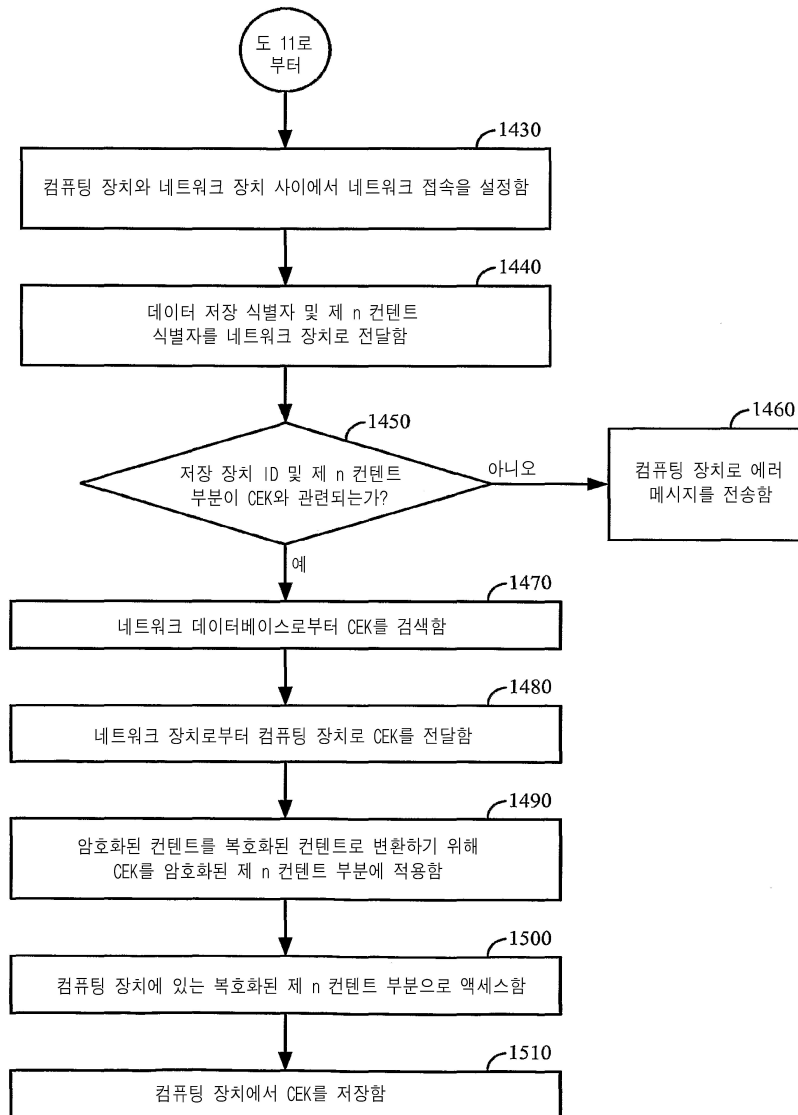 도 11로
부터
1430
컴퓨팅 장치와 네트워크 장치 사이에서 네트워크 접속을 설정함
1440
데이터 저장 식별자 및 제 n 컨텐트
식별자를 네트워크 장치로 전달함
1450
저장 장치 ID 및 제 n 컨텐트
부분이 CEK와 관련되는가?
아니오
1460
컴퓨팅 장치로 에러
메시지를 전송함
예
1470
네트워크 데이터베이스로부터 CEK를 검색함
1480
네트워크 장치로부터 컴퓨팅 장치로 CEK를 전달함
1490
암호화된 컨텐트를 복호화된 컨텐트로 변환하기 위해
CEK를 암호화된 제 n 컨텐트 부분에 적용함
1500
컴퓨팅 장치에 있는 복호화된 제 n 컨텐트 부분으로 액세스함
1510
컴퓨팅 장치에서 CEK를 저장함